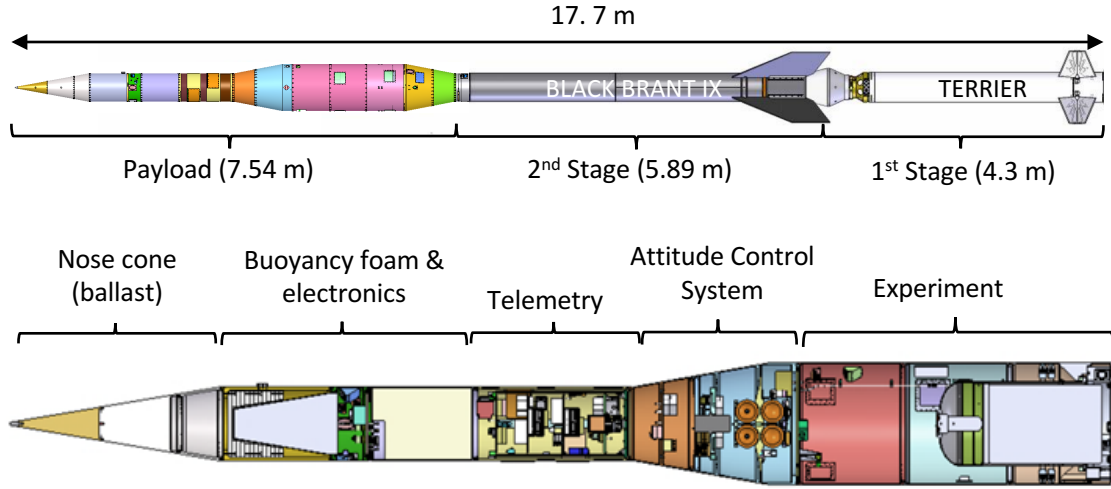 17. 7 m
BLACK BRANT IX
TERRIER
Payload (7.54 m)
2nd Stage (5.89 m)
1st Stage (4.3 m)
Nose cone
(ballast)
Buoyancy foam &
electronics
Telemetry
Attitude Control
System
Experiment